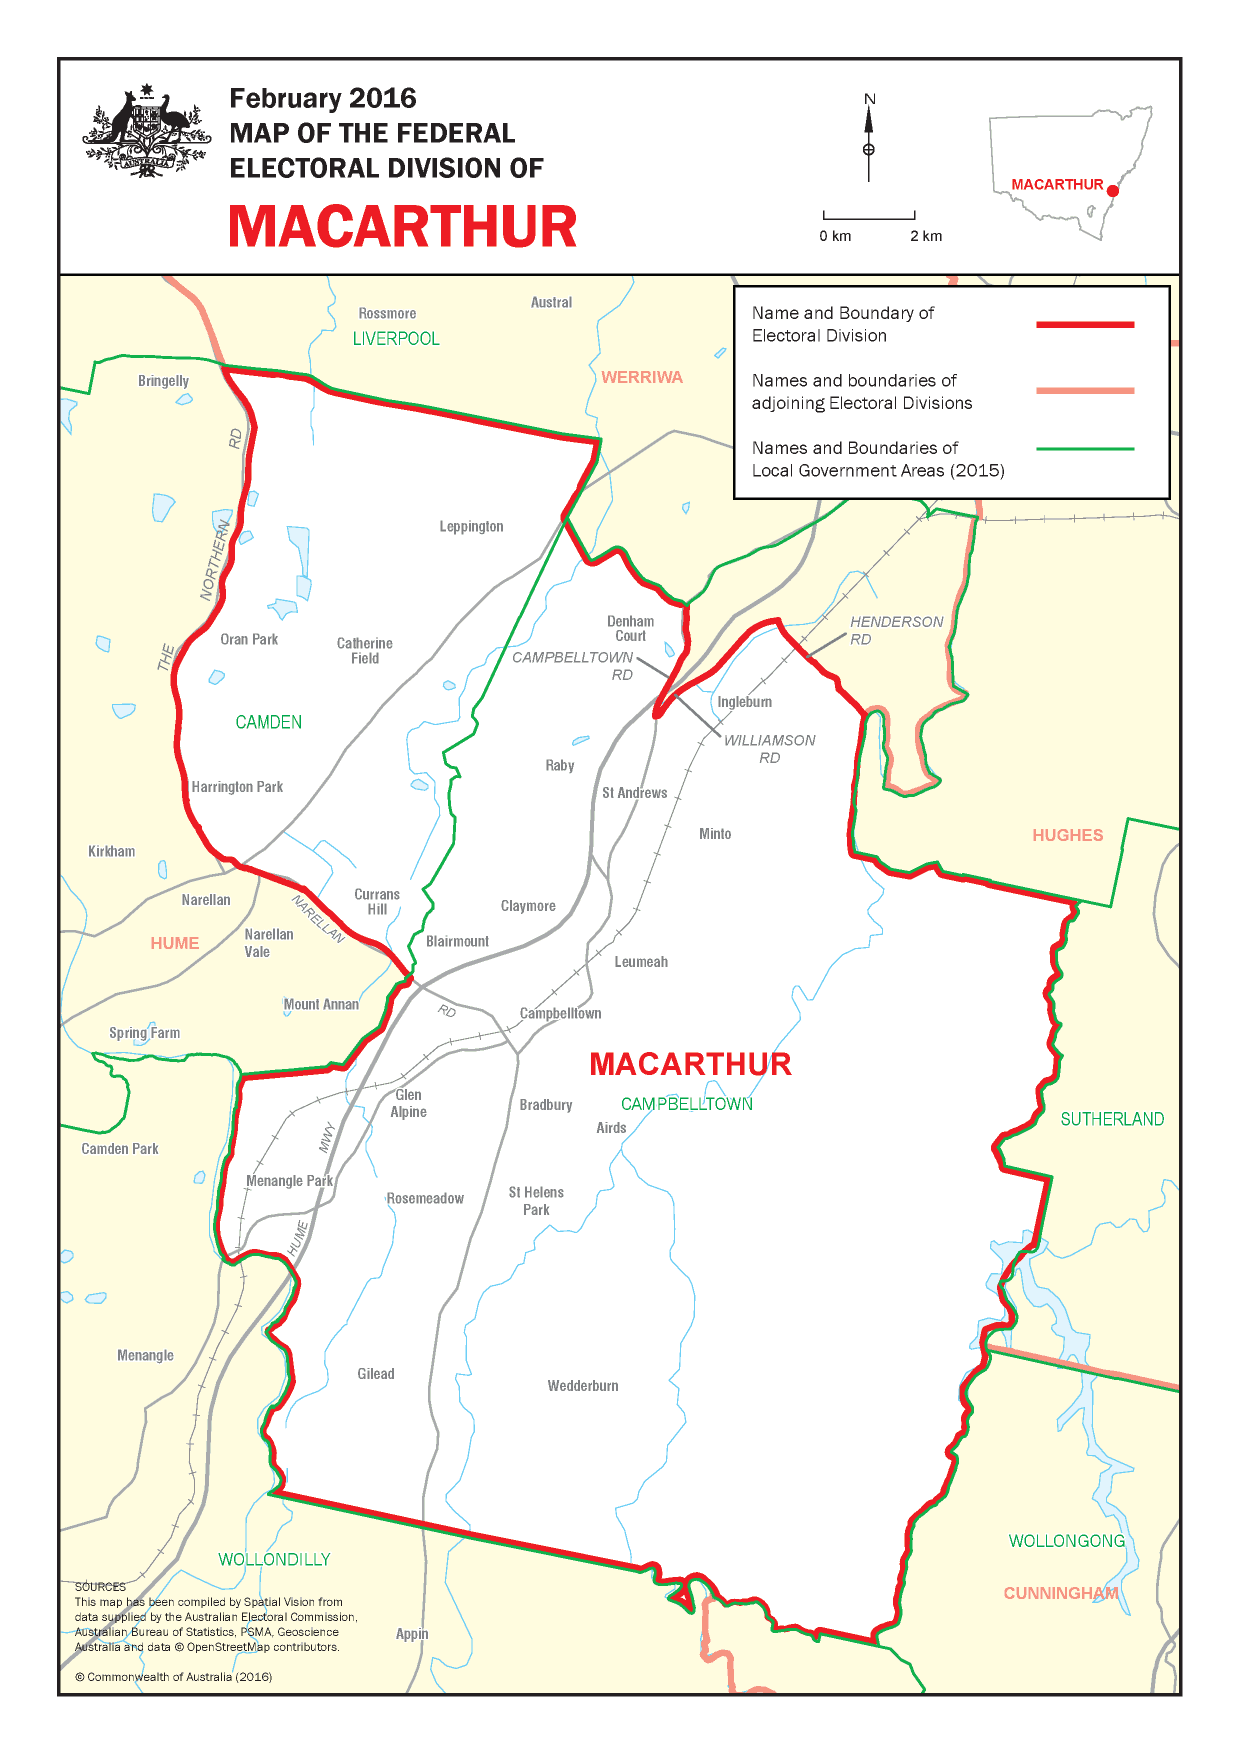 AUSTRALIA
February 2016
MAP OF THE FEDERAL
ELECTORAL DIVISION OF
MACARTHUR
N
0 km
2 km
MACARTHUR
Name and Boundary of
Electoral Division
Names and boundaries of
adjoining Electoral Divisions
Names and Boundaries of
Local Government Areas (2015)
Austral
Rossmore
LIVERPOOL
WERRIWA
Bringelly
RD
Leppington
NORTHERN
THE
Oran Park
Catherine
Field
Denham
Court
HENDERSON
RD
CAMPBELLTOWN
RD
Ingleburn
CAMDEN
WILLIAMSON
RD
Raby
Harrington Park
St Andrews
Minto
HUGHES
Kirkham
Narellan
Currans
Hill
NARELLAN
Claymore
HUME
Narellan
Vale
Blairmount
Leumeah
Mount Annan
RD
Campbelltown
Spring Farm
MACARTHUR
Glen
Alpine
Bradbury
CAMPBELLTOWN
Airds
SUTHERLAND
MWY
Camden Park
Menangle Park
Rosemeadow
St Helens
Park
HUME
Menangle
Gilead
Wedderburn
WOLLONGONG
WOLLONDILLY
CUNNINGHAM
Appin
SOURCES
This map has been compiled by Spatial Vision from
data supplied by the Australian Electoral Commission,
Australian Bureau of Statistics, PSMA, Geoscience
Australia and data © OpenStreetMap contributors.
© Commonwealth of Australia (2016)